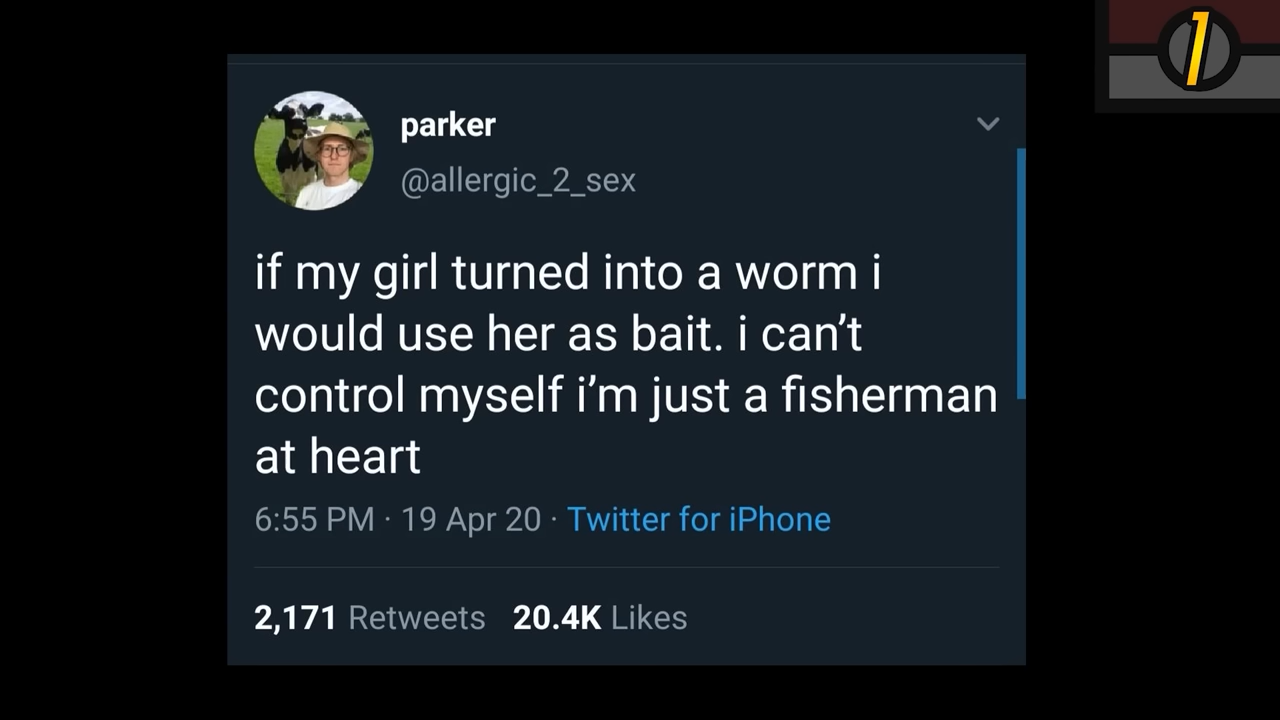 1
parker
@allergic_2_sex
if my girl turned into a worm i
would use her as bait. i can’t
control myself i’m just a fisherman
at heart
6:55 PM · 19 Apr 20 · Twitter for iPhone
2,171 Retweets 20.4K Likes